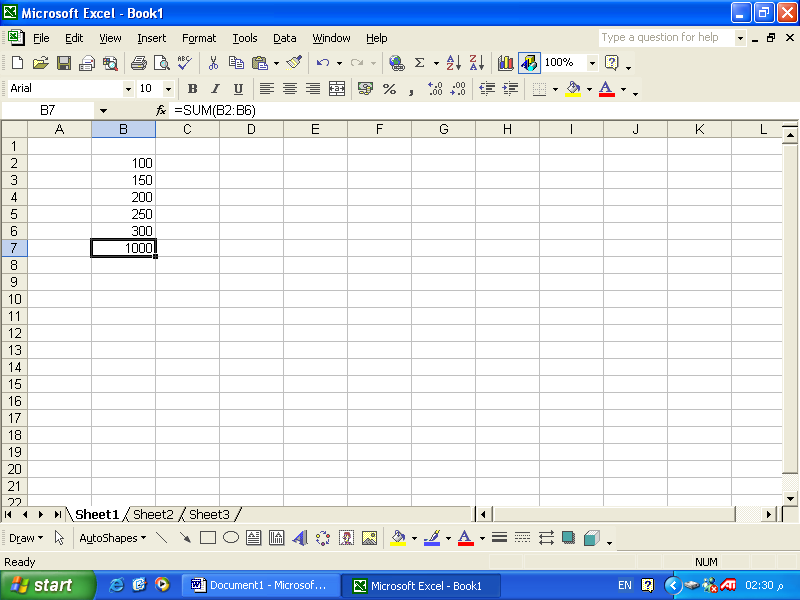 Microsoft Excel - Book1
File Edit View Insert Format Tools Data Window Help Type a question for help
100%
Arial 10 B I U % ,
B7 fx =SUM(B2:B6)
A B C D E F G H I J K L
1
2 100
3 150
4 200
5 250
6 300
7 1000
8
9
10
11
12
13
14
15
16
17
18
19
20
21
22
Sheet1 Sheet2 Sheet3
Draw AutoShapes
Ready NUM
start Document1 - Microsof... Microsoft Excel - Book1 EN 02:30 م